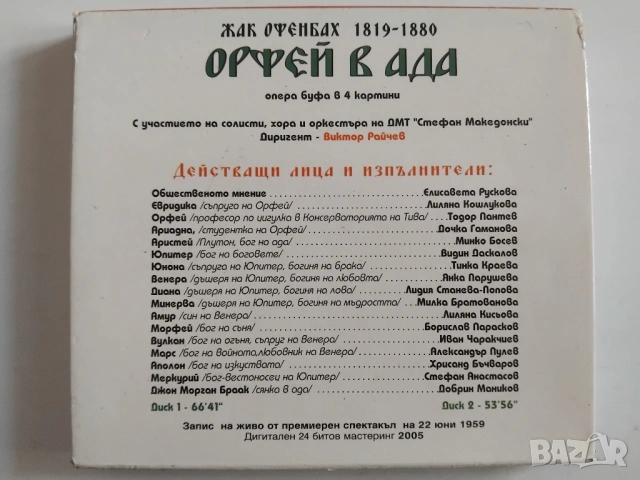 ЖАК ОФЕНБАХ 1819-1880
ОРФЕЙ В АДА
опера буфа в 4 картини
С участието на солисти, хора и оркестъра на ДМТ "Стефан Македонски"
Диригент - Виктор Райчев
Действащи лица и изпълнители:
Общественото мнение ........ Елисавета Рускова
Евридика /съпруга на Орфей/ ........ Лиляна Кошлукова
Орфей /професор по цигулка в Консерваторията на Тива/ ........ Тодор Пантев
Ариадна, /студентка на Орфей/ ........ Дочка Гаманова
Аристей /Плутон, бог на ада/ ........ Минко Босев
Юпитер /бог на боговете/ ........ Видин Даскалов
Юнона /съпруга на Юпитер, богиня на брака/ ........ Тинка Краева
Венера /дъщеря на Юпитер, богиня на любовта/ ........ Янка Парушева
Диана /дъщеря на Юпитер, богиня на лова/ ........ Лидия Станева-Попова
Минерва /дъщеря на Юпитер, богиня на мъдростта/ ........ Милка Братованова
Амур /син на Венера/ ........ Лиляна Кисьова
Морфей /бог на съня/ ........ Борислав Парасков
Вулкан /бог на огъня, съпруг на Венера/ ........ Иван Чаракчиев
Марс /бог на войната,любовник на Венера/ ........ Александър Пулев
Аполон /бог на изкуствата/ ........ Хрисанд Бъчваров
Меркурий /бог-вестоносец на Юпитер/ ........ Стефан Анастасов
Джон Морган Браак /сянка в ада/ ........ Добрин Маников
Диск 1 - 66'41" Диск 2 - 53'56"
Запис на живо от премиерен спектакъл на 22 юни 1959
Дигитален 24 битов мастеринг 2005
BAZAR.bg